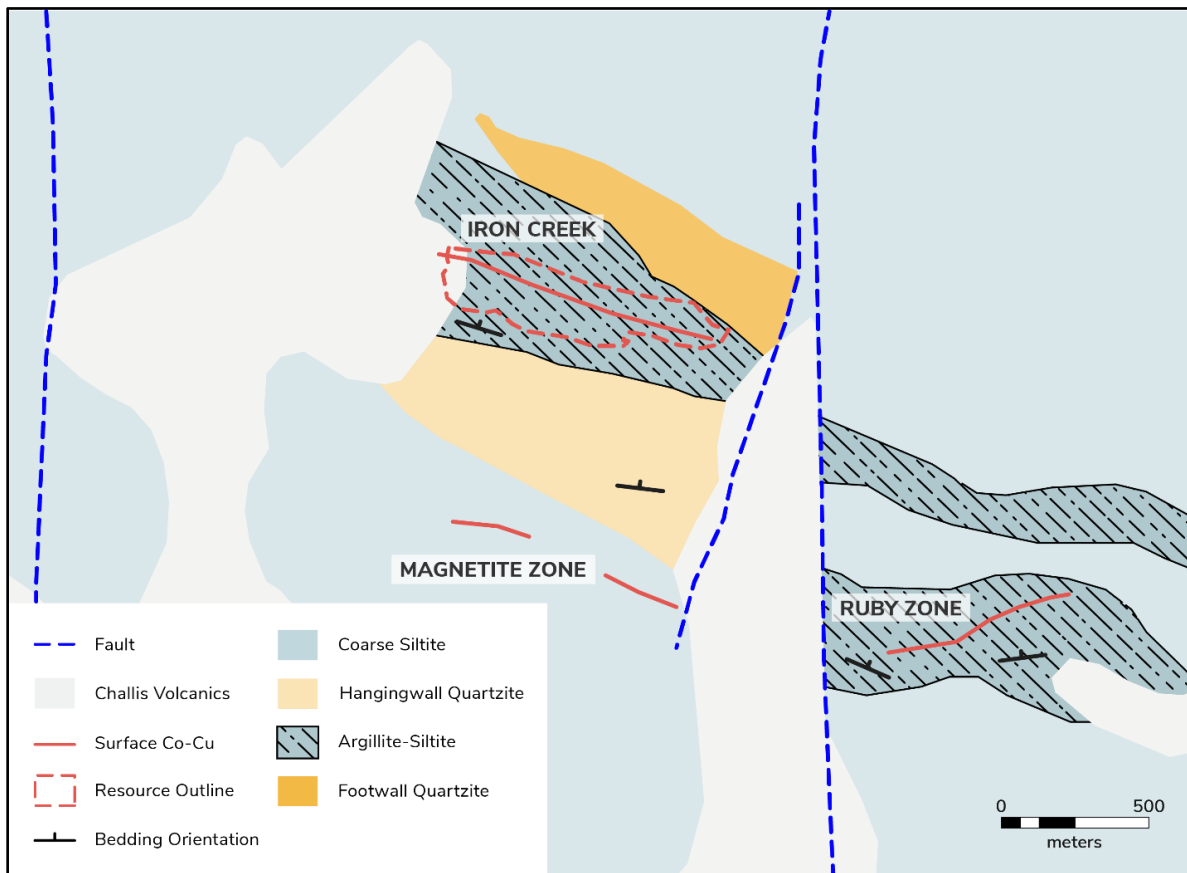 IRON CREEK
MAGNETITE ZONE
RUBY ZONE
Fault
Challis Volcanics
Surface Co-Cu
Resource Outline
Bedding Orientation
Coarse Siltite
Hangingwall Quartzite
Argillite-Siltite
Footwall Quartzite
0 500
meters